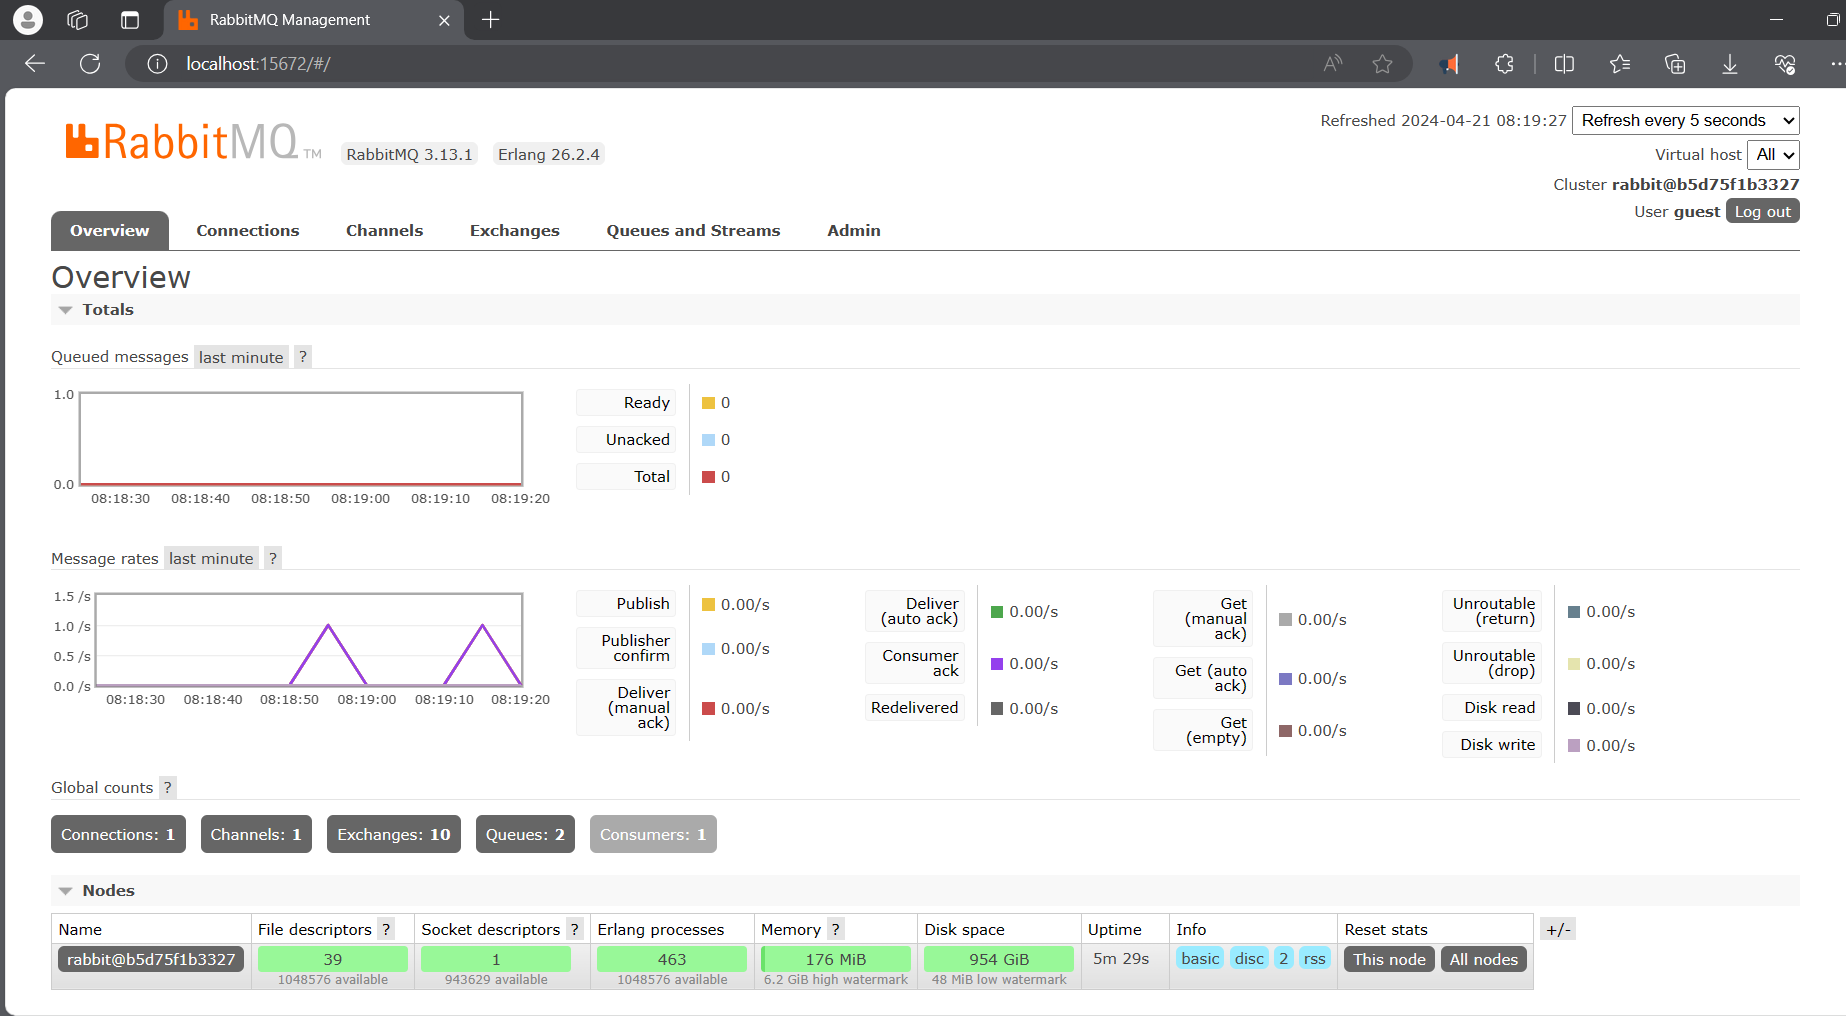 RabbitMQ Management
localhost:15672/#/
RabbitMQ TM RabbitMQ 3.13.1 Erlang 26.2.4
Refreshed 2024-04-21 08:19:27 Refresh every 5 seconds
Virtual host All
Cluster rabbit@b5d75f1b3327
User guest Log out
Overview Connections Channels Exchanges Queues and Streams Admin
Overview
Totals
Queued messages last minute ?
1.0
0.0
08:18:30 08:18:40 08:18:50 08:19:00 08:19:10 08:19:20
Ready 0
Unacked 0
Total 0
Message rates last minute ?
1.5 /s
1.0 /s
0.5 /s
0.0 /s
08:18:30 08:18:40 08:18:50 08:19:00 08:19:10 08:19:20
Publish 0.00/s
Publisher
confirm 0.00/s
Deliver
(manual
ack) 0.00/s
Deliver
(auto ack) 0.00/s
Consumer
ack 0.00/s
Redelivered 0.00/s
Get
(manual
ack) 0.00/s
Get (auto
ack) 0.00/s
Get
(empty) 0.00/s
Unroutable
(return) 0.00/s
Unroutable
(drop) 0.00/s
Disk read 0.00/s
Disk write 0.00/s
Global counts ?
Connections: 1 Channels: 1 Exchanges: 10 Queues: 2 Consumers: 1
Nodes
Name File descriptors ? Socket descriptors ? Erlang processes Memory ? Disk space Uptime Info Reset stats +/-
rabbit@b5d75f1b3327 39 1 463 176 MiB 954 GiB 5m 29s basic disc 2 rss This node All nodes
1048576 available 943629 available 1048576 available 6.2 GiB high watermark 48 MiB low watermark